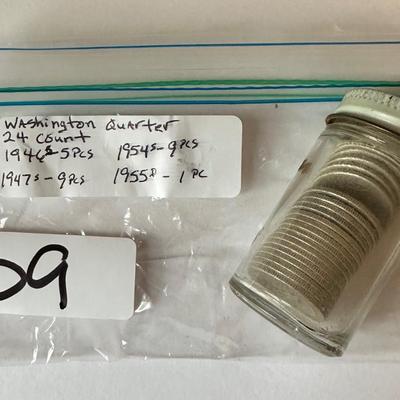 Washington Quarter
24 Count
1946s-5pcs 1954s-9pcs
1947s-9pcs 1955D-1pc
09